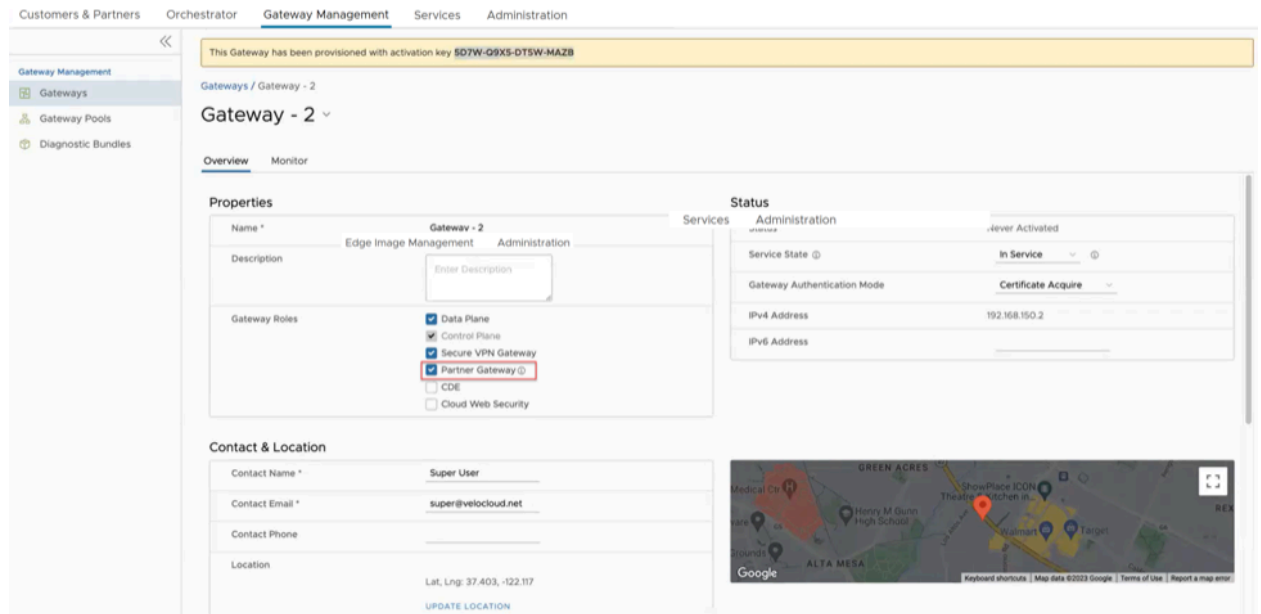 Customers & Partners Orchestrator Gateway Management Services Administration
This Gateway has been provisioned with activation key 5D7W-Q9X5-DT5W-MAZB
Gateway Management
Gateways
Gateway Pools
Diagnostic Bundles
Gateways / Gateway - 2
Gateway - 2
Overview Monitor
Properties
Name * Gateway - 2
Edge Image Management Administration
Description Enter Description
Gateway Roles
Data Plane
Control Plane
Secure VPN Gateway
Partner Gateway
CDE
Cloud Web Security
Status
Services Administration
Status Never Activated
Service State In Service
Gateway Authentication Mode Certificate Acquire
IPv4 Address 192.168.150.2
IPv6 Address
Contact & Location
Contact Name * Super User
Contact Email * super@velocloud.net
Contact Phone
Location
Lat, Lng: 37.403, -122.117
UPDATE LOCATION
GREEN ACRES
Medical Ctr
ShowPlace ICON
Theatre & Kitchen in...
REX
Henry M Gunn
High School
Walmart
Target
Grounds
ALTA MESA
Google
Keyboard shortcuts Map data ©2023 Google Terms of Use Report a map error